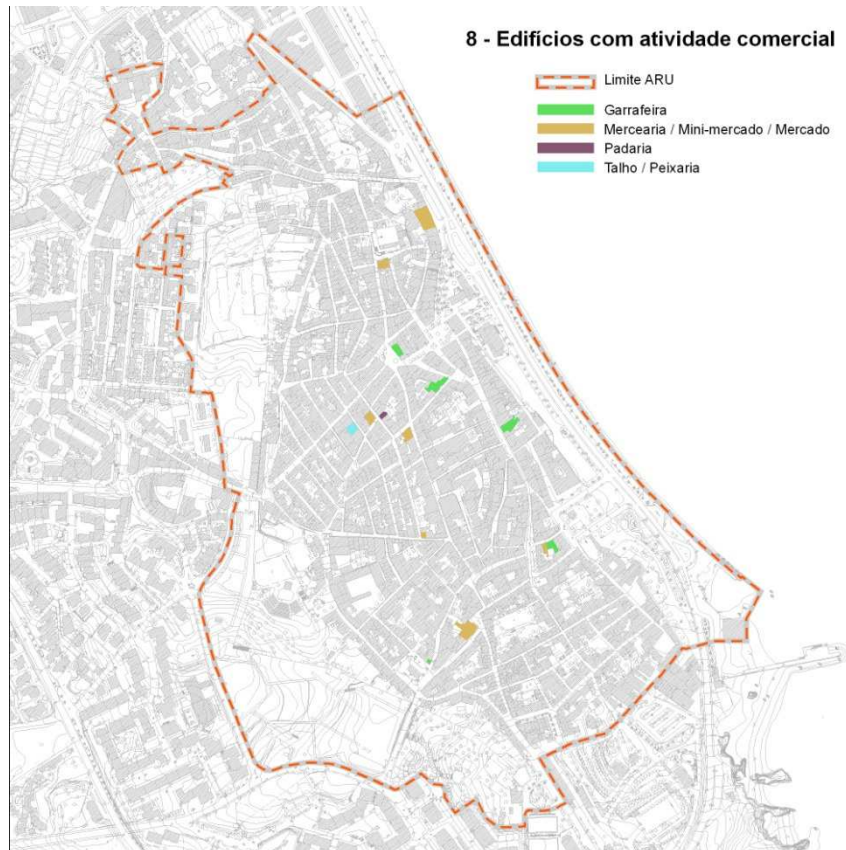 8 - Edifícios com atividade comercial
Limite ARU
Garrafeira
Mercearia / Mini-mercado / Mercado
Padaria
Talho / Peixaria